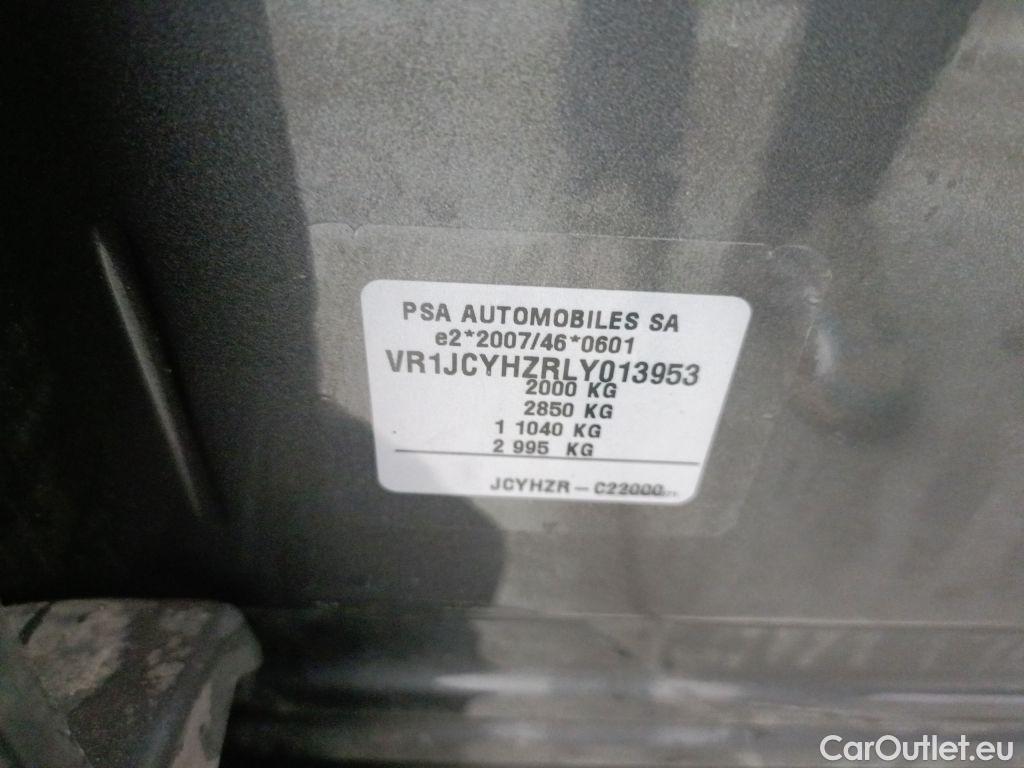 PSA AUTOMOBILES SA
e2*2007/46*0601
VR1JCYHZRLY013953
2000 KG
2850 KG
1 1040 KG
2 995 KG
JCYHZR – C22000
CarOutlet.eu